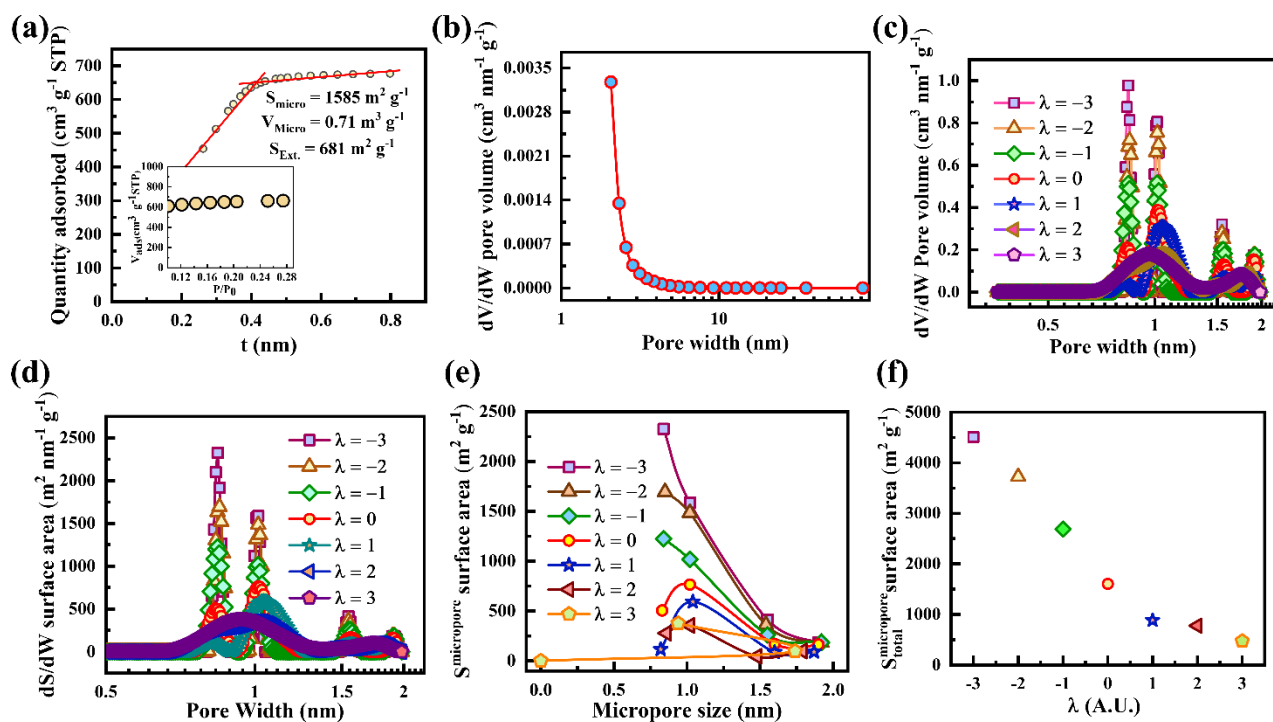 (a)
Quantity adsorbed (cm³ g⁻¹ STP)
700
600
500
400
300
200
100
0
Smicro = 1585 m² g⁻¹
VMicro = 0.71 m³ g⁻¹
SExt. = 681 m² g⁻¹
Vads(cm³ g⁻¹STP)
1000
800
600
400
200
0
0.12 0.16 0.20 0.24 0.28
P/P0
0.0 0.2 0.4 0.6 0.8
t (nm)
(b)
dV/dW pore volume (cm³ nm⁻¹ g⁻¹)
0.0035
0.0028
0.0021
0.0014
0.0007
0.0000
1 10
Pore width (nm)
(c)
dV/dW Pore volume (cm³ nm⁻¹ g⁻¹)
1.0
0.8
0.6
0.4
0.2
0.0
λ = −3
λ = −2
λ = −1
λ = 0
λ = 1
λ = 2
λ = 3
0.5 1 1.5 2
Pore width (nm)
(d)
dS/dW surface area (m² nm⁻¹ g⁻¹)
2500
2000
1500
1000
500
0
λ = −3
λ = −2
λ = −1
λ = 0
λ = 1
λ = 2
λ = 3
0.5 1 1.5 2
Pore Width (nm)
(e)
Smicropore surface area (m² g⁻¹)
2500
2000
1500
1000
500
0
λ = −3
λ = −2
λ = −1
λ = 0
λ = 1
λ = 2
λ = 3
0.0 0.5 1.0 1.5 2.0
Micropore size (nm)
(f)
Smicropore total surface area (m² g⁻¹)
5000
4000
3000
2000
1000
0
-3 -2 -1 0 1 2 3
λ (A.U.)